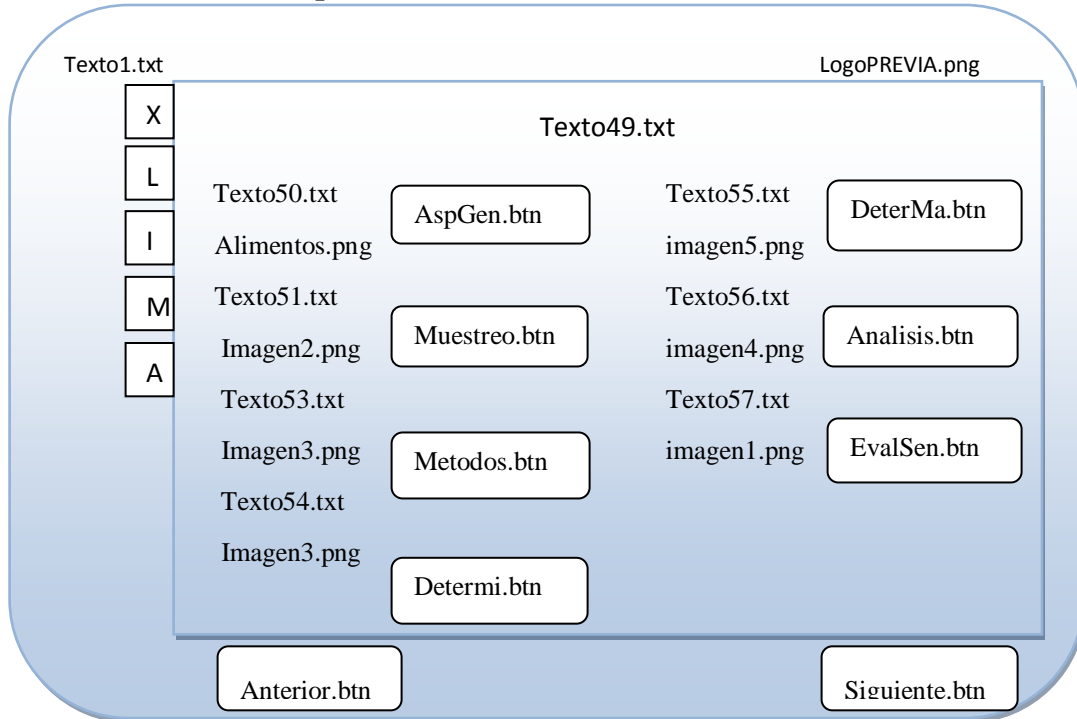 Texto1.txt
LogoPREVIA.png
X
L
I
M
A
Texto49.txt
Texto50.txt
AspGen.btn
Alimentos.png
Texto51.txt
Muestreo.btn
Imagen2.png
Texto53.txt
Imagen3.png
Metodos.btn
Texto54.txt
Imagen3.png
Determi.btn
Texto55.txt
DeterMa.btn
imagen5.png
Texto56.txt
Analisis.btn
imagen4.png
Texto57.txt
imagen1.png
EvalSen.btn
Anterior.btn
Siguiente.btn